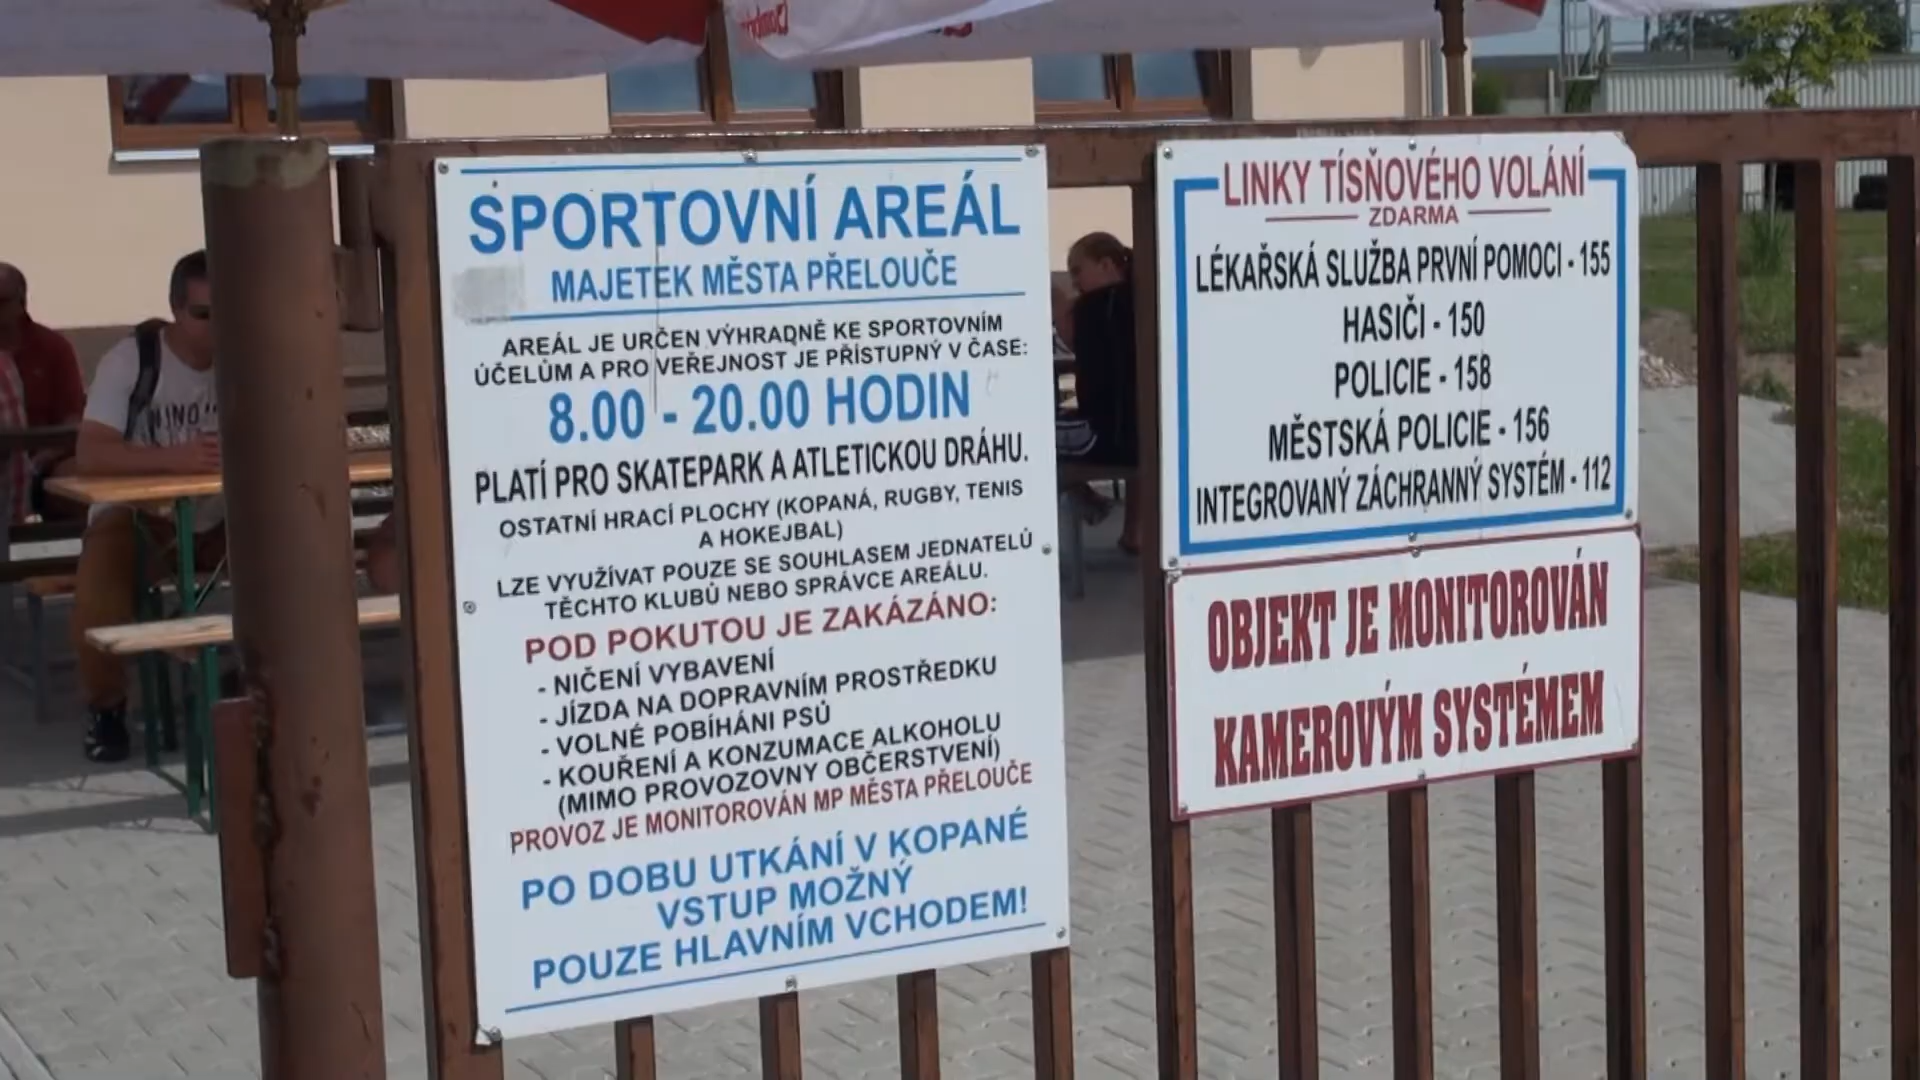 SPORTOVNÍ AREÁL
MAJETEK MĚSTA PŘELOUČE
AREÁL JE URČEN VÝHRADNĚ KE SPORTOVNÍM
ÚČELŮM A PRO VEŘEJNOST JE PŘÍSTUPNÝ V ČASE:
8.00 - 20.00 HODIN
PLATÍ PRO SKATEPARK A ATLETICKOU DRÁHU.
OSTATNÍ HRACÍ PLOCHY (KOPANÁ, RUGBY, TENIS
A HOKEJBAL)
LZE VYUŽÍVAT POUZE SE SOUHLASEM JEDNATELŮ
TĚCHTO KLUBŮ NEBO SPRÁVCE AREÁLU.
POD POKUTOU JE ZAKÁZÁNO:
- NIČENÍ VYBAVENÍ
- JÍZDA NA DOPRAVNÍM PROSTŘEDKU
- VOLNÉ POBÍHÁNI PSŮ
- KOUŘENÍ A KONZUMACE ALKOHOLU
(MIMO PROVOZOVNY OBČERSTVENÍ)
PROVOZ JE MONITOROVÁN MP MĚSTA PŘELOUČE
PO DOBU UTKÁNÍ V KOPANÉ
VSTUP MOŽNÝ
POUZE HLAVNÍM VCHODEM!
LINKY TÍSŇOVÉHO VOLÁNÍ
ZDARMA
LÉKAŘSKÁ SLUŽBA PRVNÍ POMOCI - 155
HASIČI - 150
POLICIE - 158
MĚSTSKÁ POLICIE - 156
INTEGROVANÝ ZÁCHRANNÝ SYSTÉM - 112
OBJEKT JE MONITOROVÁN
KAMEROVÝM SYSTÉMEM